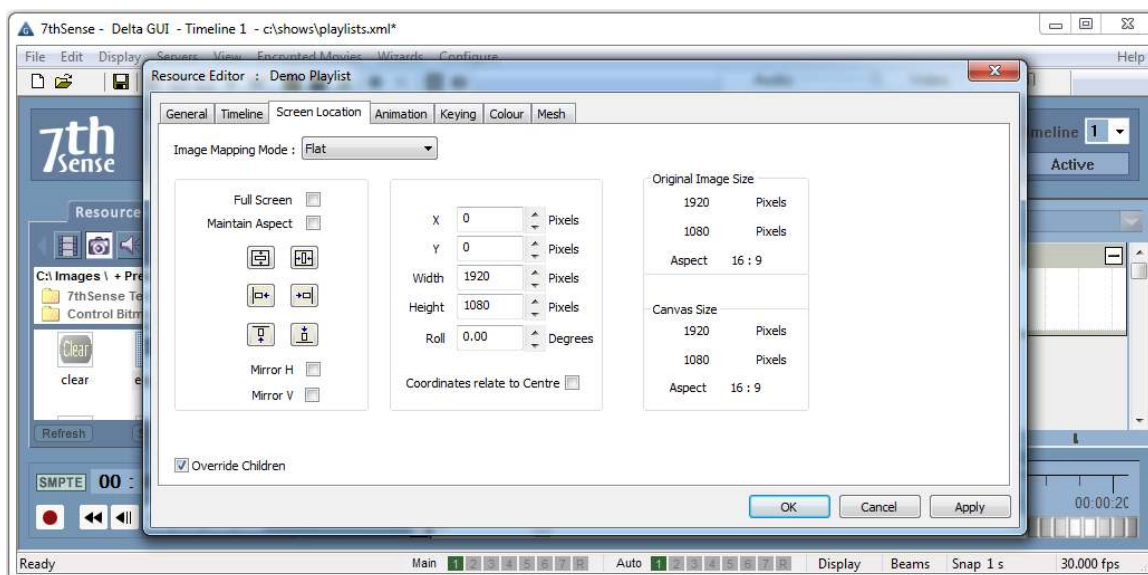 7thSense - Delta GUI - Timeline 1 - c:\shows\playlists.xml*
File Edit Display Servers View Encrypted Movies Wizards Configure Help
Resource Editor : Demo Playlist
General Timeline Screen Location Animation Keying Colour Mesh
Image Mapping Mode : Flat
Full Screen
Maintain Aspect
Mirror H
Mirror V
X 0 Pixels
Y 0 Pixels
Width 1920 Pixels
Height 1080 Pixels
Roll 0.00 Degrees
Coordinates relate to Centre
Original Image Size
1920 Pixels
1080 Pixels
Aspect 16 : 9
Canvas Size
1920 Pixels
1080 Pixels
Aspect 16 : 9
Override Children
OK Cancel Apply
7th Sense
Resource
C:\ Images \ + Pre
7thSense Te
Control Bitm
Clear
clear
e
Refresh
SMPTE 00 :
meline 1
Active
00:00:20
Ready Main 1 2 3 4 5 6 7 R Auto 1 2 3 4 5 6 7 R Display Beams Snap 1 s 30.000 fps